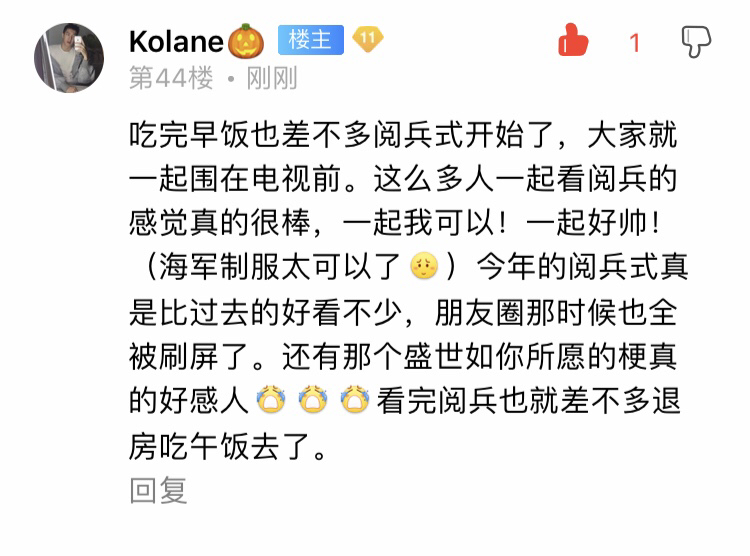 Kolane🎃 楼主 11 1
第44楼 • 刚刚
吃完早饭也差不多阅兵式开始了，大家就
一起围在电视前。这么多人一起看阅兵的
感觉真的很棒，一起我可以！一起好帅！
（海军制服太可以了🥺）今年的阅兵式真
是比过去的好看不少，朋友圈那时候也全
被刷屏了。还有那个盛世如你所愿的梗真
的好感人😭😭😭看完阅兵也就差不多退
房吃午饭去了。
回复